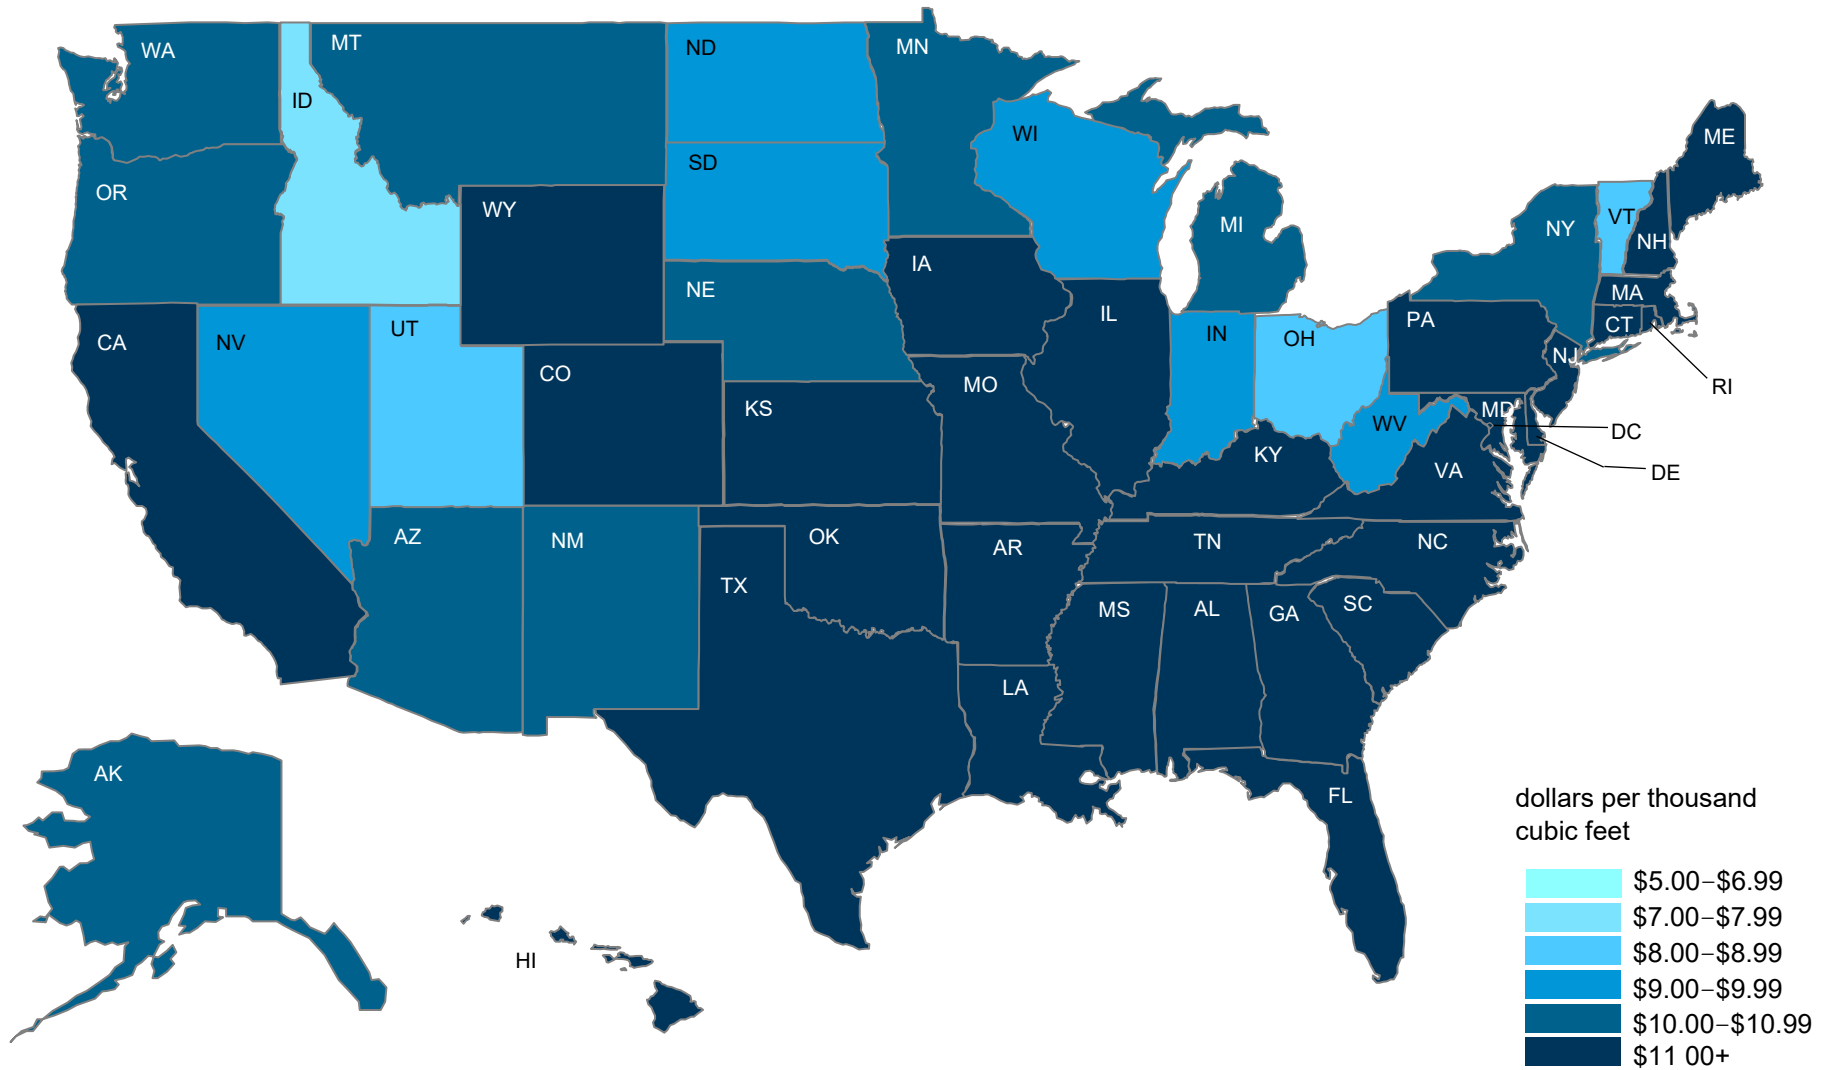 WA
MT
ND
MN
ID
OR
SD
WI
ME
WY
MI
NY
VT
NH
IA
NE
MA
CA
NV
UT
IL
IN
OH
PA
CT
CO
NJ
MO
RI
KS
MD
WV
DC
KY
VA
DE
AZ
NM
OK
AR
TN
NC
TX
MS
AL
GA
SC
LA
AK
FL
HI
dollars per thousand
cubic feet
$5.00–$6.99
$7.00–$7.99
$8.00–$8.99
$9.00–$9.99
$10.00–$10.99
$11 00+